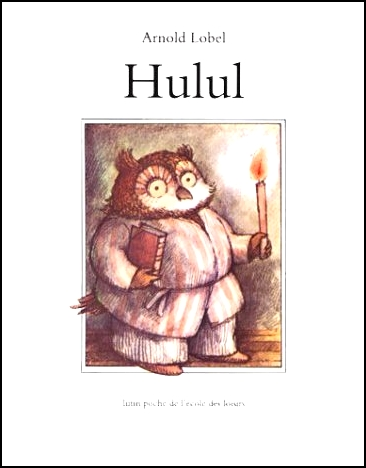 Arnold Lobel
Hulul
lutin poche de l'école des loisirs